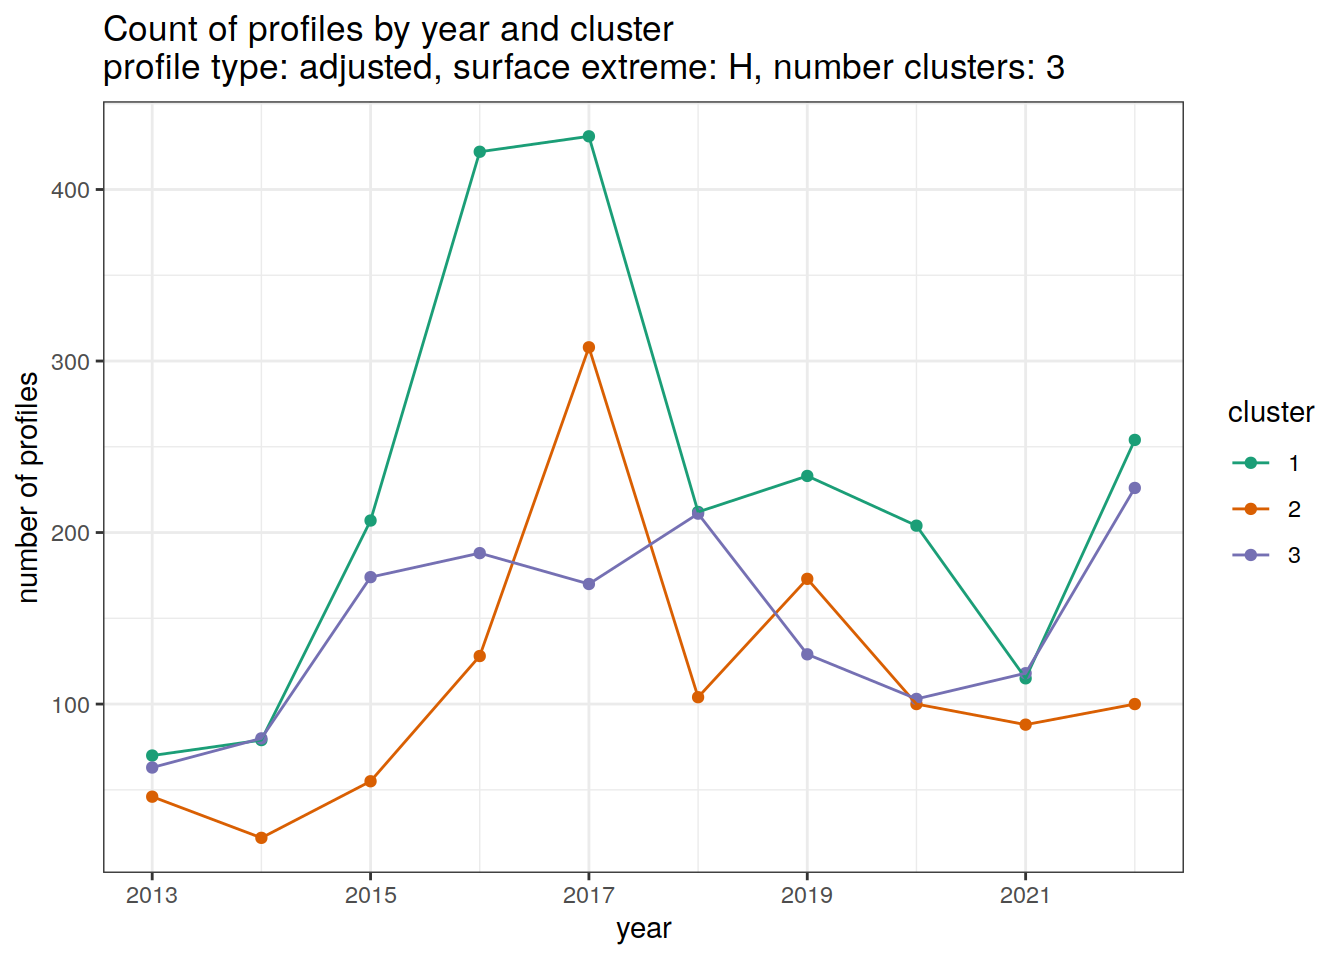 Count of profiles by year and cluster
profile type: adjusted, surface extreme: H, number clusters: 3
400
300
200
100
number of profiles
2013 2015 2017 2019 2021
year
cluster
1
2
3